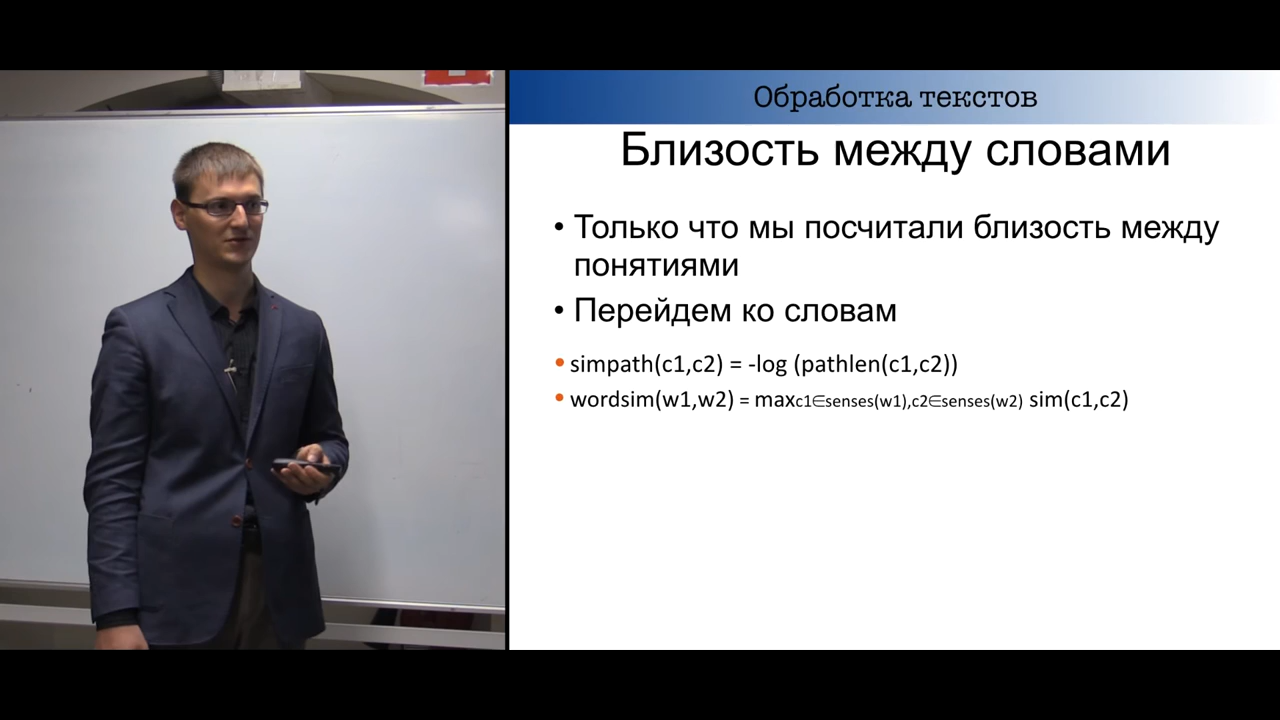 Обработка текстов
Близость между словами
• Только что мы посчитали близость между
понятиями
• Перейдем ко словам
• simpath(c1,c2) = -log (pathlen(c1,c2))
• wordsim(w1,w2) = maxc1∈senses(w1),c2∈senses(w2) sim(c1,c2)